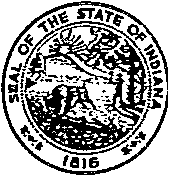 SEAL OF THE STATE OF INDIANA
1816